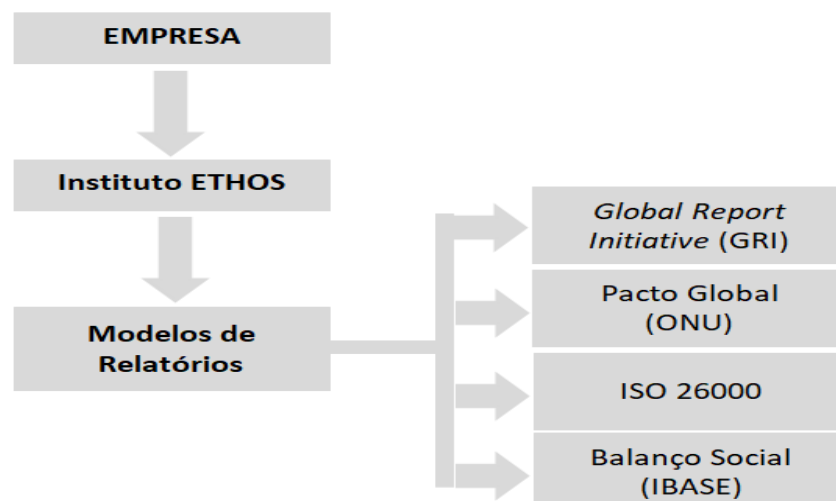 EMPRESA
Instituto ETHOS
Modelos de
Relatórios
Global Report
Initiative (GRI)
Pacto Global
(ONU)
ISO 26000
Balanço Social
(IBASE)